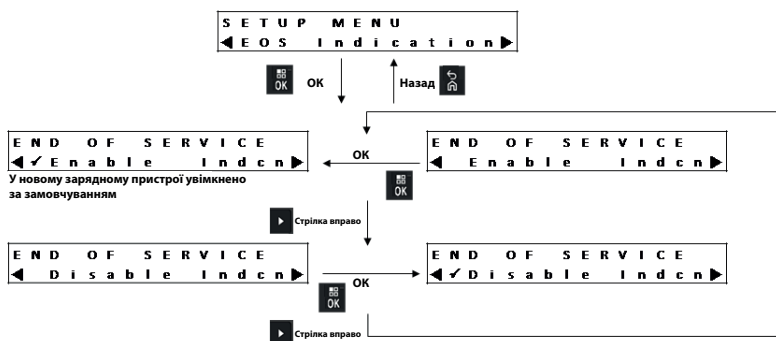 SETUP MENU
◀EOS Indication▶
OK
OK
Назад
END OF SERVICE
◀✓Enable Indcn▶
У новому зарядному пристрої увімкнено
за замовчуванням
OK
OK
END OF SERVICE
◀ Enable Indcn▶
Стрілка вправо
END OF SERVICE
◀ Disable Indcn▶
OK
OK
END OF SERVICE
◀✓Disable Indcn▶
Стрілка вправо